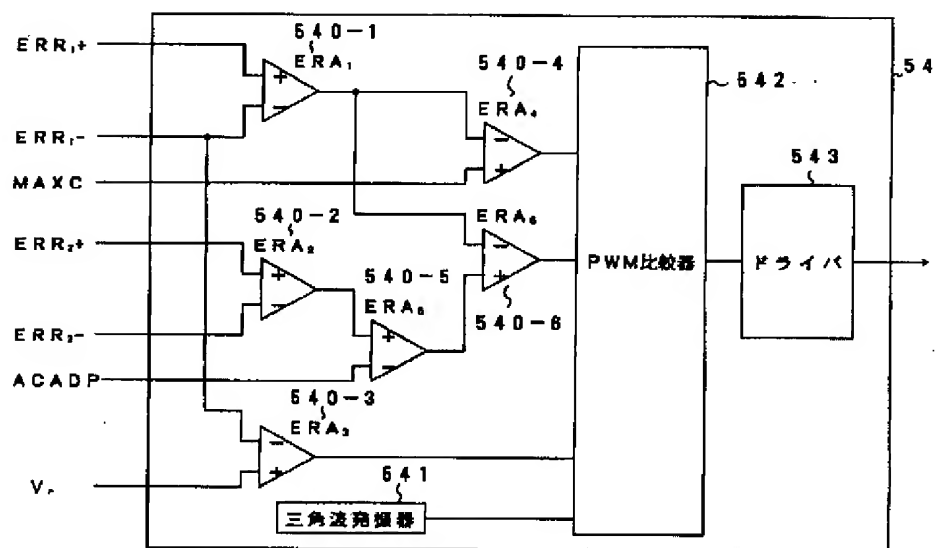 ERR₁+
540-1
ERA₁
540-4
ERA₄
542
54
ERR₁-
MAXC
543
540-2
ERA₂
ERR₂+
ERA₆
PWM比較器
ドライバ
540-5
ERA₅
540-6
ERR₂-
ACADP
540-3
ERA₃
541
三角波発振器